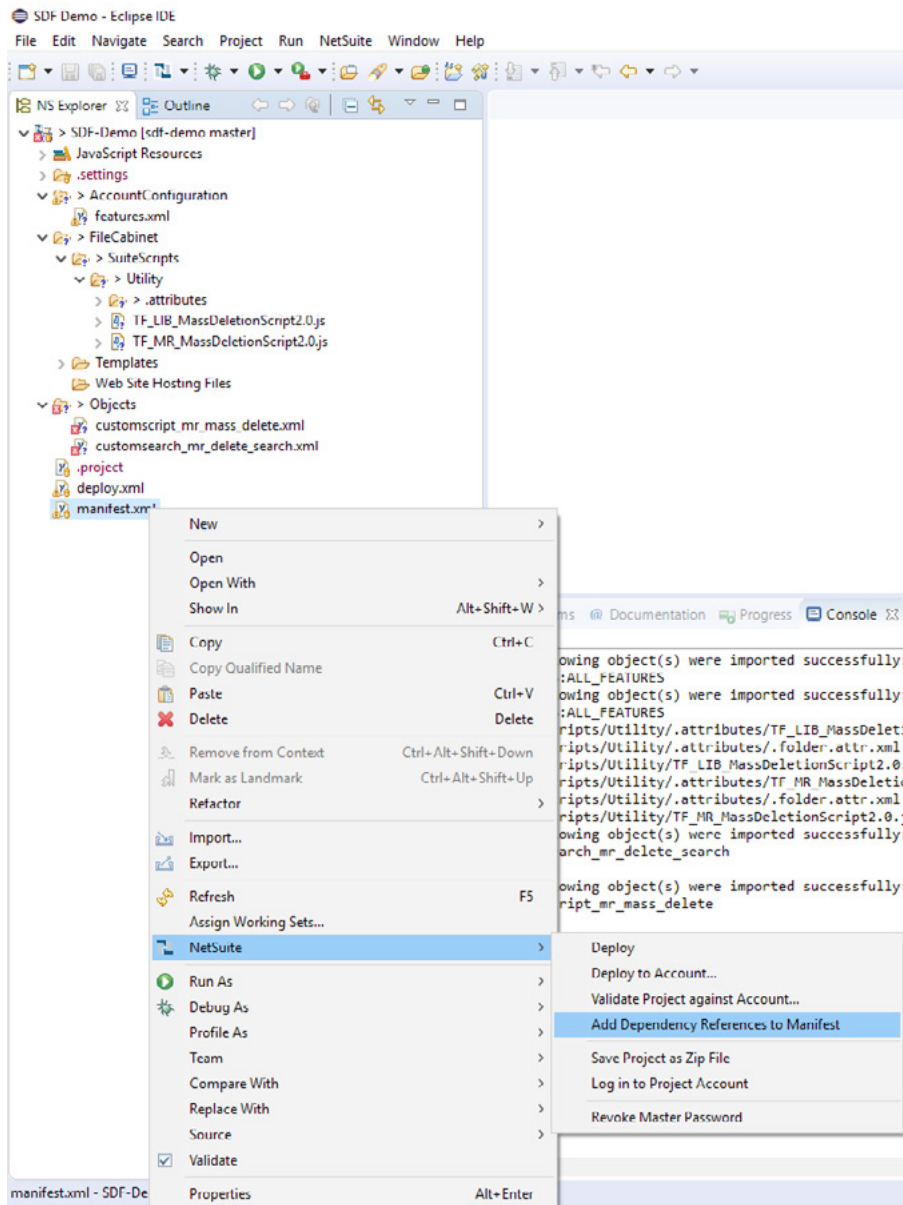 SDF Demo - Eclipse IDE
File Edit Navigate Search Project Run NetSuite Window Help
NS Explorer Outline
> SDF-Demo [sdf-demo master]
JavaScript Resources
.settings
> AccountConfiguration
features.xml
> FileCabinet
> SuiteScripts
> Utility
> .attributes
TF_LIB_MassDeletionScript2.0.js
TF_MR_MassDeletionScript2.0.js
Templates
Web Site Hosting Files
> Objects
customscript_mr_mass_delete.xml
customsearch_mr_delete_search.xml
.project
deploy.xml
manifest.xml
New
Open
Open With
Show In Alt+Shift+W >
Copy Ctrl+C
Copy Qualified Name
Paste Ctrl+V
Delete Delete
Remove from Context Ctrl+Alt+Shift+Down
Mark as Landmark Ctrl+Alt+Shift+Up
Refactor
Import...
Export...
Refresh F5
Assign Working Sets...
NetSuite
Run As
Debug As
Profile As
Team
Compare With
Replace With
Source
Validate
Properties Alt+Enter
ms @ Documentation Progress Console
owing object(s) were imported successfully:
:ALL_FEATURES
owing object(s) were imported successfully:
:ALL_FEATURES
ripts/Utility/.attributes/TF_LIB_MassDeleti
ripts/Utility/.attributes/.folder.attr.xml
ripts/Utility/TF_LIB_MassDeletionScript2.0.
ripts/Utility/.attributes/TF_MR_MassDeletio
ripts/Utility/.attributes/.folder.attr.xml
ripts/Utility/TF_MR_MassDeletionScript2.0.j
owing object(s) were imported successfully:
arch_mr_delete_search
owing object(s) were imported successfully:
ript_mr_mass_delete
Deploy
Deploy to Account...
Validate Project against Account...
Add Dependency References to Manifest
Save Project as Zip File
Log in to Project Account
Revoke Master Password
manifest.xml - SDF-De